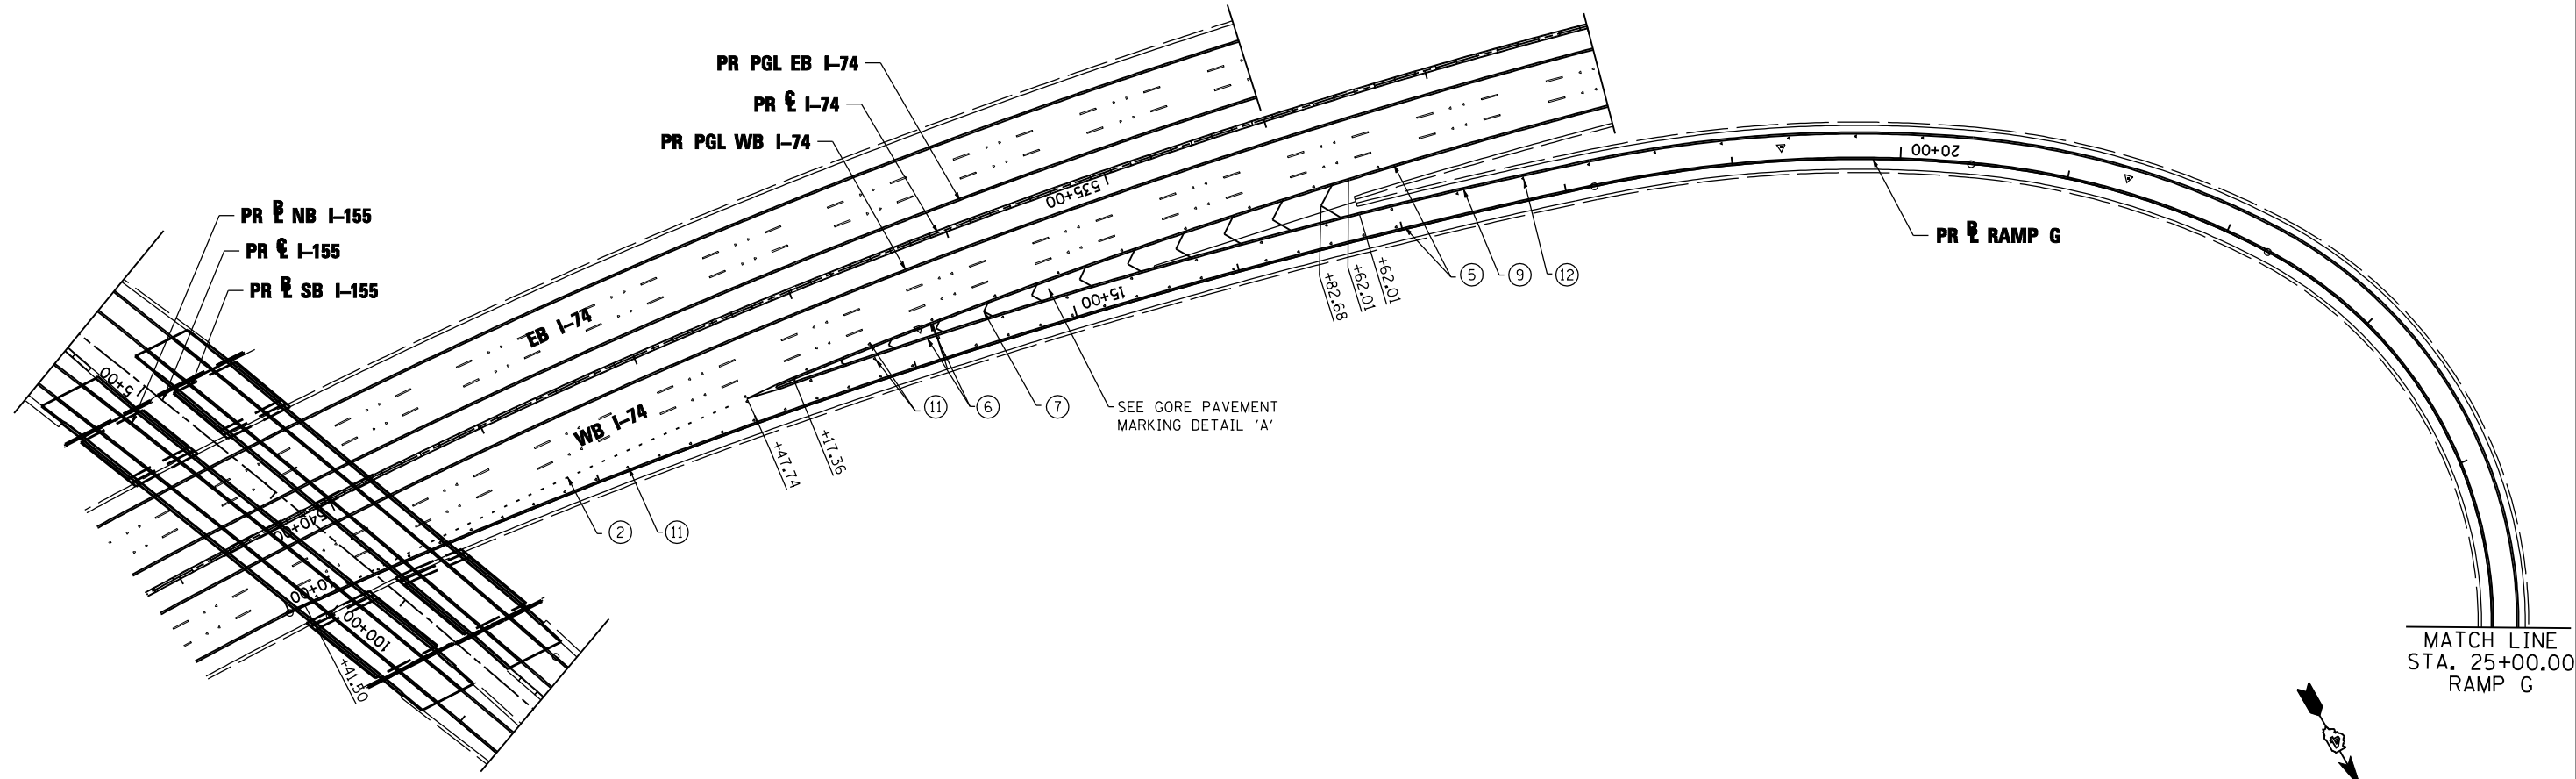 PR PGL EB I-74
PR ℄ I-74
PR PGL WB I-74
PR ⅊ NB I-155
PR ℄ I-155
PR ⅊ SB I-155
EB I-74
WB I-74
535+00
540+00
5+00
10+00
100+00
+41.50
15+00
20+00
PR ⅊ RAMP G
+47.74
+17.36
+82.68
+62.01
+62.01
2
11
11
6
7
5
9
12
SEE GORE PAVEMENT
MARKING DETAIL 'A'
MATCH LINE
STA. 25+00.00
RAMP G